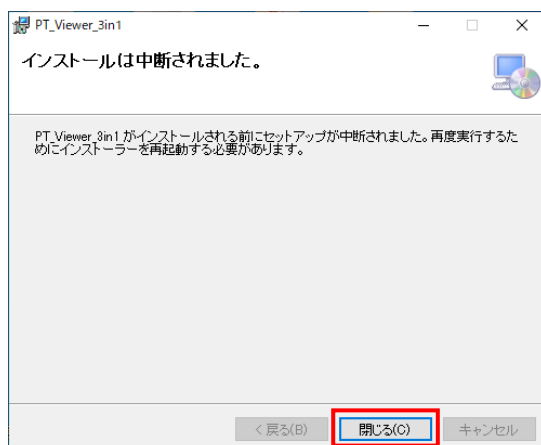 PT_Viewer_3in1
インストールは中断されました。
PT_Viewer_3in1 がインストールされる前にセットアップが中断されました。再度実行するた
めにインストーラーを再起動する必要があります。
< 戻る(B)
閉じる(C)
キャンセル